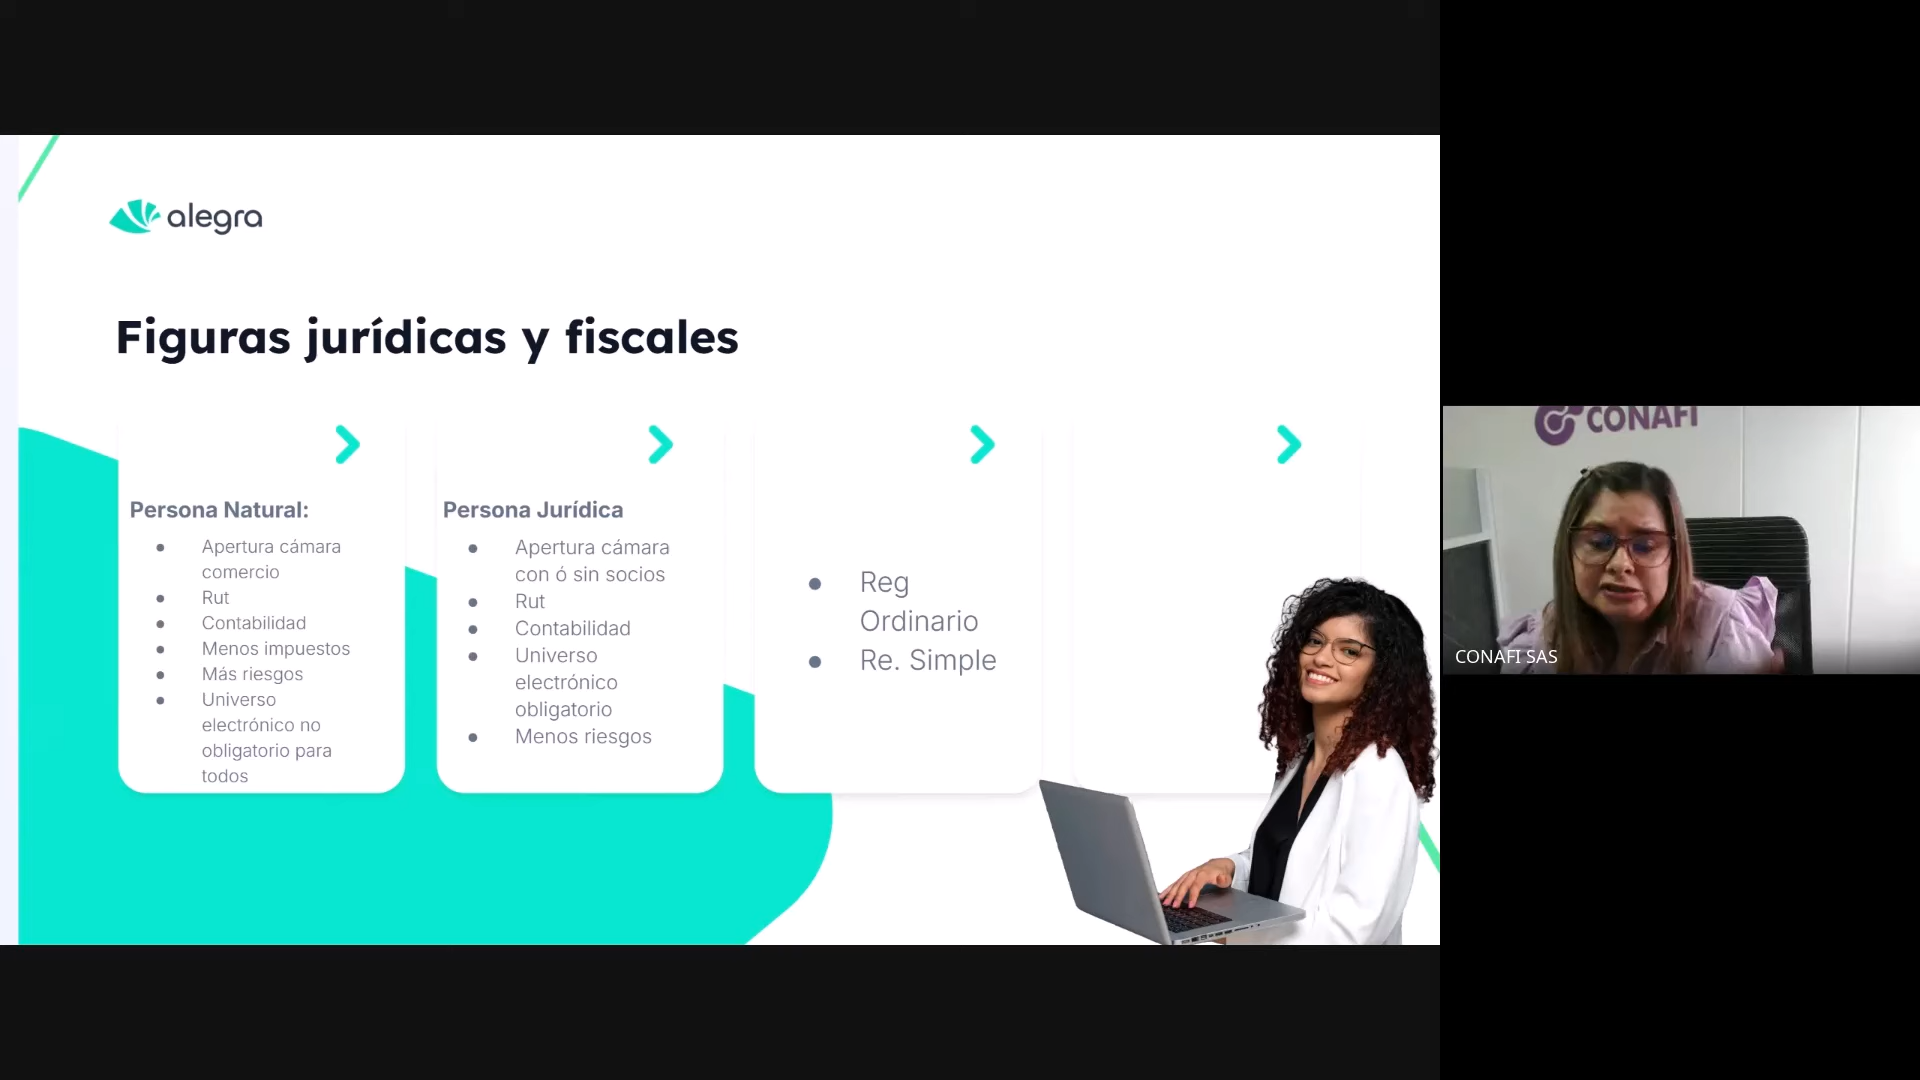 alegra
Figuras jurídicas y fiscales
Persona Natural:
● Apertura cámara
comercio
● Rut
● Contabilidad
● Menos impuestos
● Más riesgos
● Universo
electrónico no
obligatorio para
todos
Persona Jurídica
● Apertura cámara
con ó sin socios
● Rut
● Contabilidad
● Universo
electrónico
obligatorio
● Menos riesgos
● Reg
Ordinario
● Re. Simple
CONAFI
CONAFI SAS